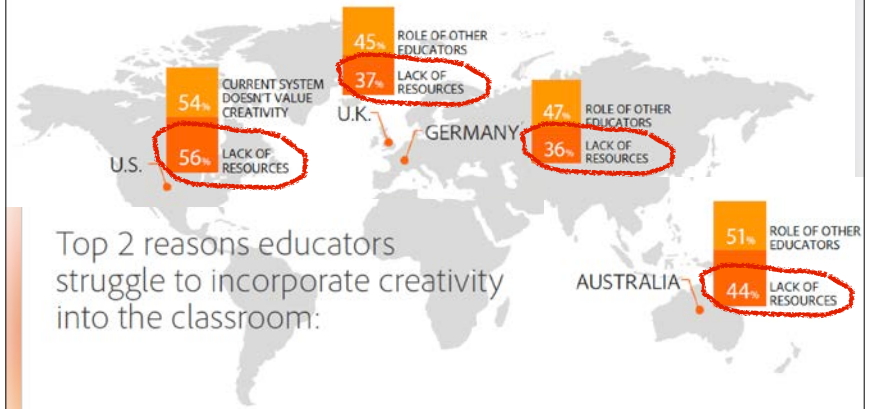 45% ROLE OF OTHER
EDUCATORS
37% LACK OF
RESOURCES
U.K.
54% CURRENT SYSTEM
DOESN'T VALUE
CREATIVITY
56% LACK OF
RESOURCES
U.S.
GERMANY
47% ROLE OF OTHER
EDUCATORS
36% LACK OF
RESOURCES
51% ROLE OF OTHER
EDUCATORS
44% LACK OF
RESOURCES
AUSTRALIA
Top 2 reasons educators
struggle to incorporate creativity
into the classroom: